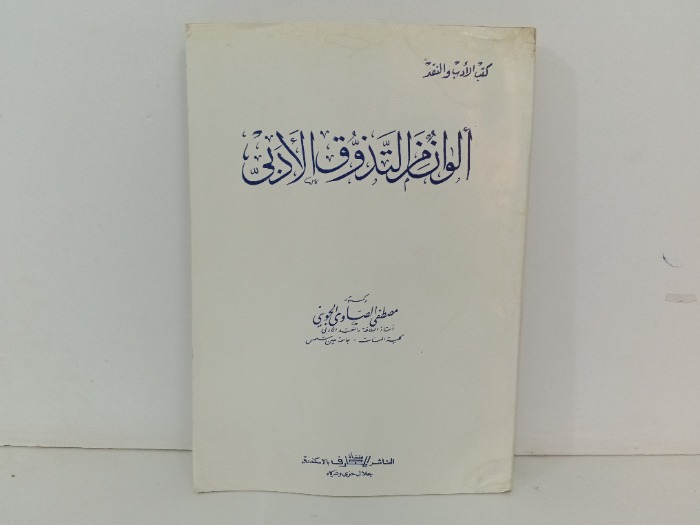 كتب الأدب والنقد
ألوان من التذوق الأدبى
دكتور
مصطفى الصاوى الجوينى
أستاذ البلاغة والنقد الأدبى
كلية البنات - جامعة عين شمس
الناشر منشأة المعارف بالاسكندرية
جلال حزى وشركاه